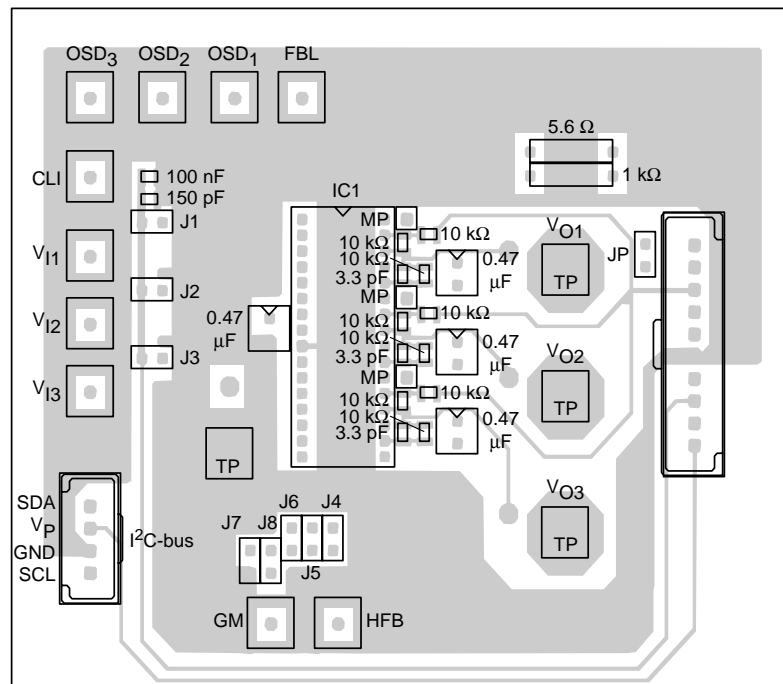 OSD3 OSD2 OSD1 FBL
5.6 Ω
CLI
100 nF
1 kΩ
150 pF
IC1
J1
MP
10 kΩ
10 kΩ
VO1
VI1
10 kΩ
0.47
µF
JP
3.3 pF
TP
J2
MP
VI2
0.47
µF
10 kΩ
10 kΩ
10 kΩ
0.47
µF
3.3 pF
VO2
J3
MP
TP
VI3
10 kΩ
10 kΩ
10 kΩ
0.47
µF
3.3 pF
TP
VO3
SDA
VP
GND
SCL
I2C-bus
J6 J4
J7 J8
J5
TP
GM
HFB